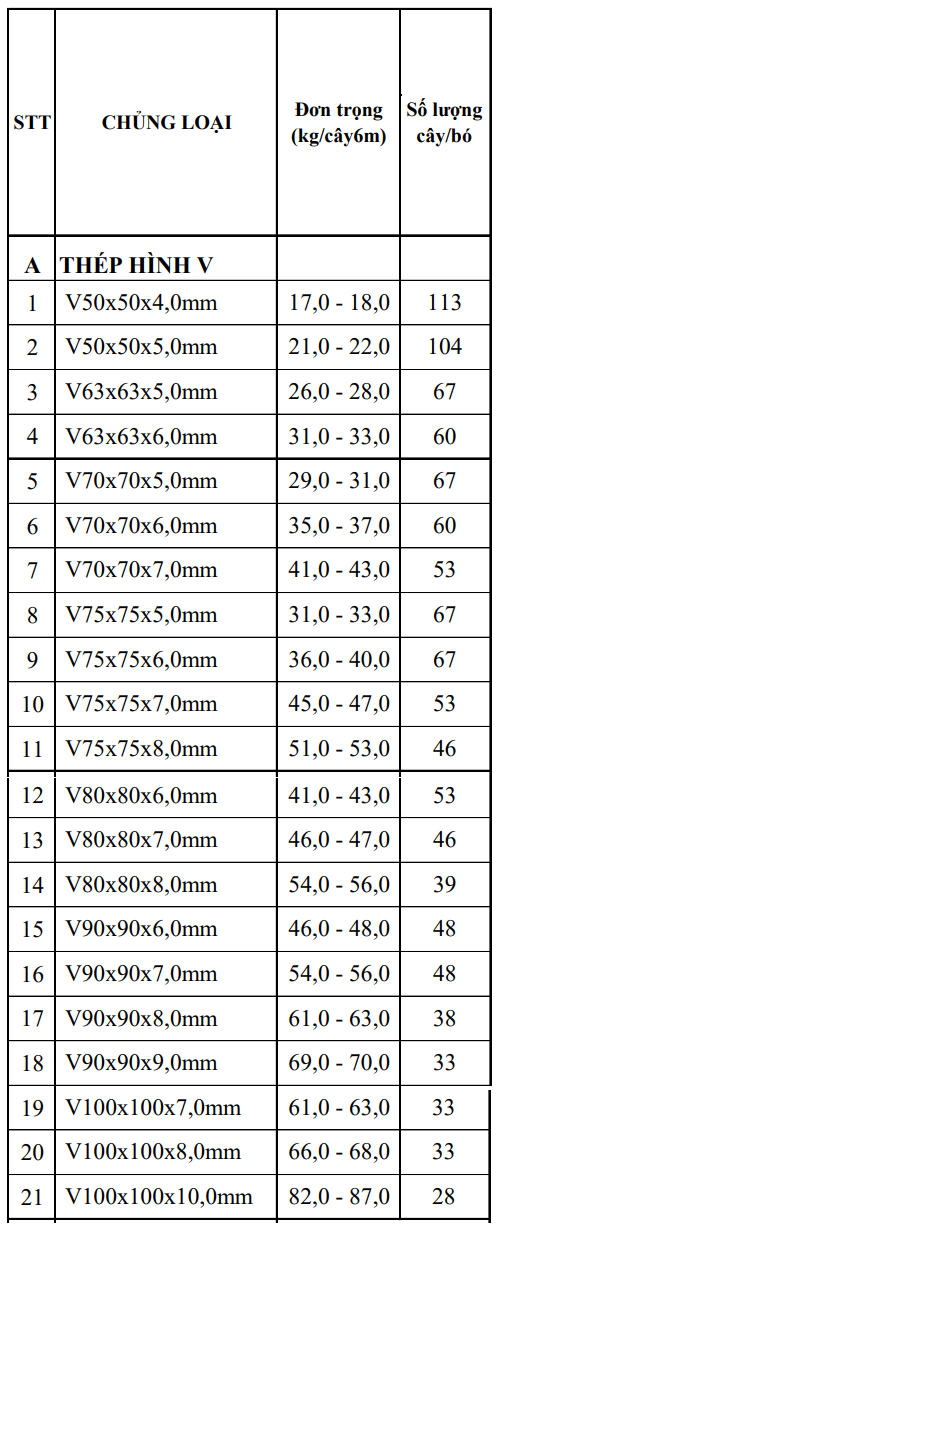 STT CHỦNG LOẠI Đơn trọng (kg/cây6m) Số lượng cây/bó
A THÉP HÌNH V
1 V50x50x4,0mm 17,0 - 18,0 113
2 V50x50x5,0mm 21,0 - 22,0 104
3 V63x63x5,0mm 26,0 - 28,0 67
4 V63x63x6,0mm 31,0 - 33,0 60
5 V70x70x5,0mm 29,0 - 31,0 67
6 V70x70x6,0mm 35,0 - 37,0 60
7 V70x70x7,0mm 41,0 - 43,0 53
8 V75x75x5,0mm 31,0 - 33,0 67
9 V75x75x6,0mm 36,0 - 40,0 67
10 V75x75x7,0mm 45,0 - 47,0 53
11 V75x75x8,0mm 51,0 - 53,0 46
12 V80x80x6,0mm 41,0 - 43,0 53
13 V80x80x7,0mm 46,0 - 47,0 46
14 V80x80x8,0mm 54,0 - 56,0 39
15 V90x90x6,0mm 46,0 - 48,0 48
16 V90x90x7,0mm 54,0 - 56,0 48
17 V90x90x8,0mm 61,0 - 63,0 38
18 V90x90x9,0mm 69,0 - 70,0 33
19 V100x100x7,0mm 61,0 - 63,0 33
20 V100x100x8,0mm 66,0 - 68,0 33
21 V100x100x10,0mm 82,0 - 87,0 28